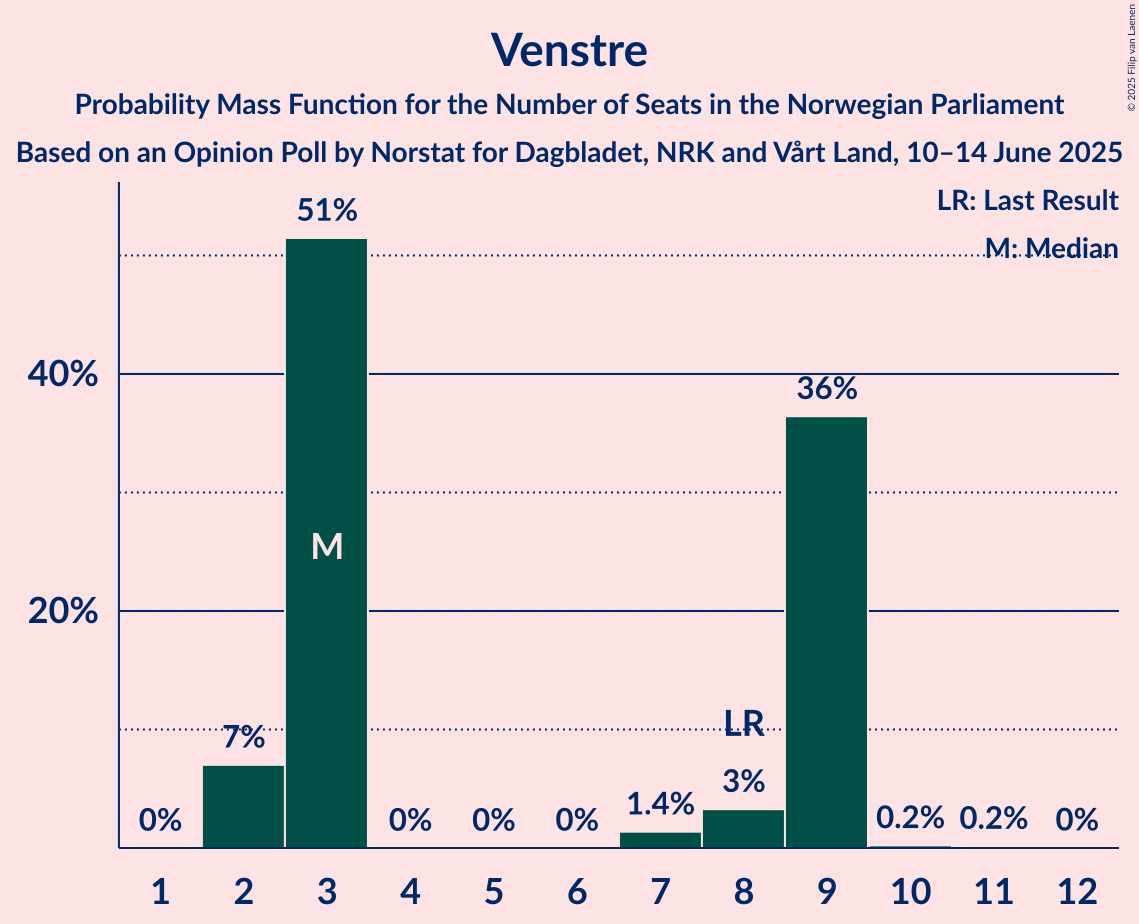 Venstre
Probability Mass Function for the Number of Seats in the Norwegian Parliament
Based on an Opinion Poll by Norstat for Dagbladet, NRK and Vårt Land, 10–14 June 2025
© 2025 Filip van Laenen
LR: Last Result
M: Median
51%
40%
36%
M
20%
LR
7%
3%
1.4%
0% 0% 0% 0% 0.2% 0.2% 0%
1 2 3 4 5 6 7 8 9 10 11 12